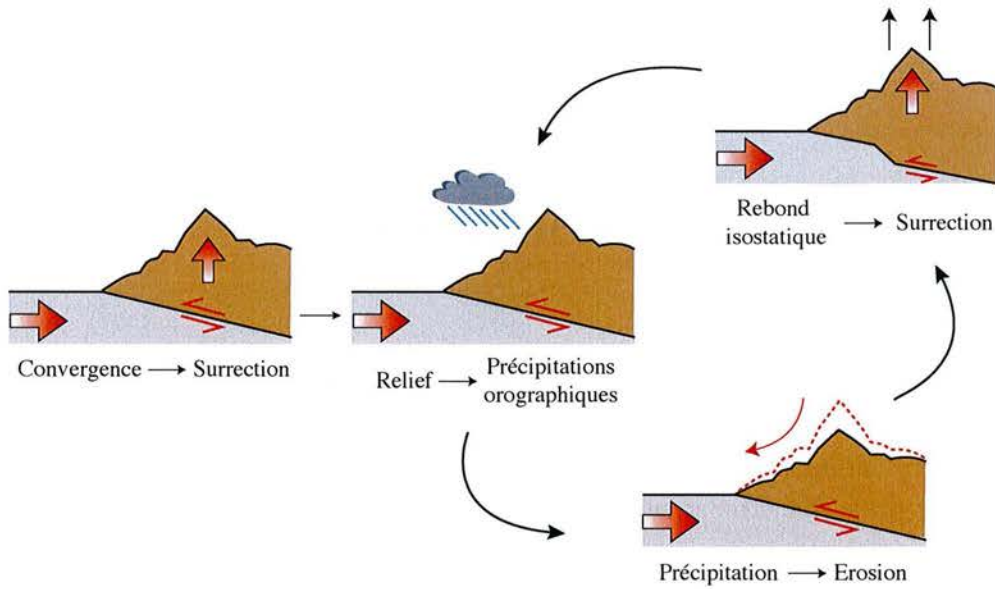 Convergence → Surrection
Relief → Précipitations
orographiques
Précipitation → Erosion
Rebond
isostatique → Surrection